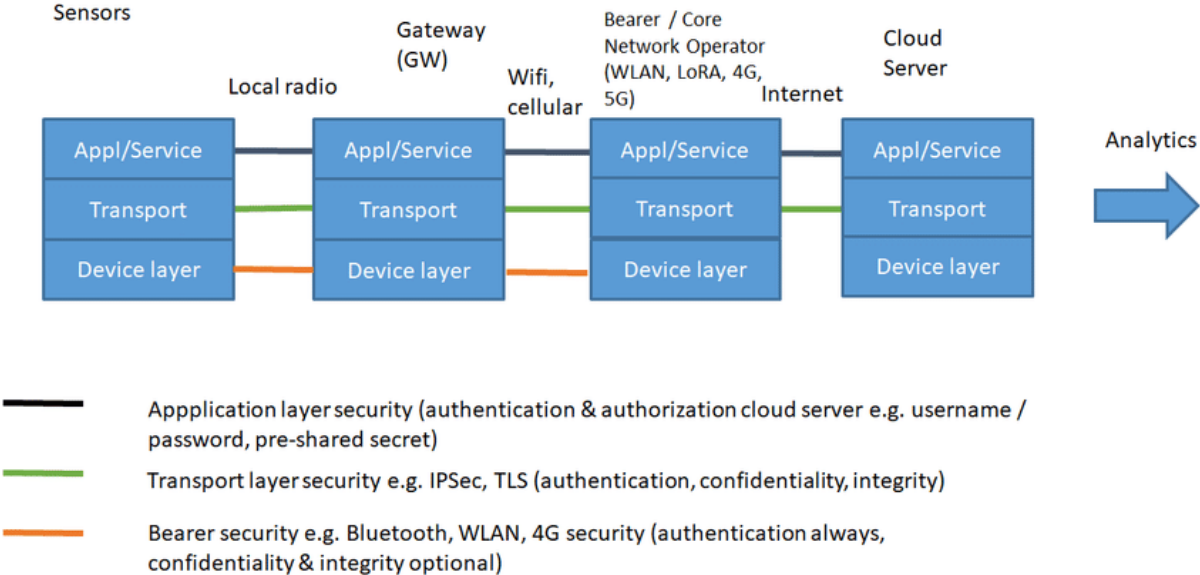 Sensors
Gateway
(GW)
Bearer / Core
Network Operator
(WLAN, LoRA, 4G,
5G)
Cloud
Server
Local radio
Wifi,
cellular
Internet
Analytics
Appl/Service
Appl/Service
Appl/Service
Appl/Service
Transport
Transport
Transport
Transport
Device layer
Device layer
Device layer
Device layer
Appplication layer security (authentication & authorization cloud server e.g. username /
password, pre-shared secret)
Transport layer security e.g. IPSec, TLS (authentication, confidentiality, integrity)
Bearer security e.g. Bluetooth, WLAN, 4G security (authentication always,
confidentiality & integrity optional)